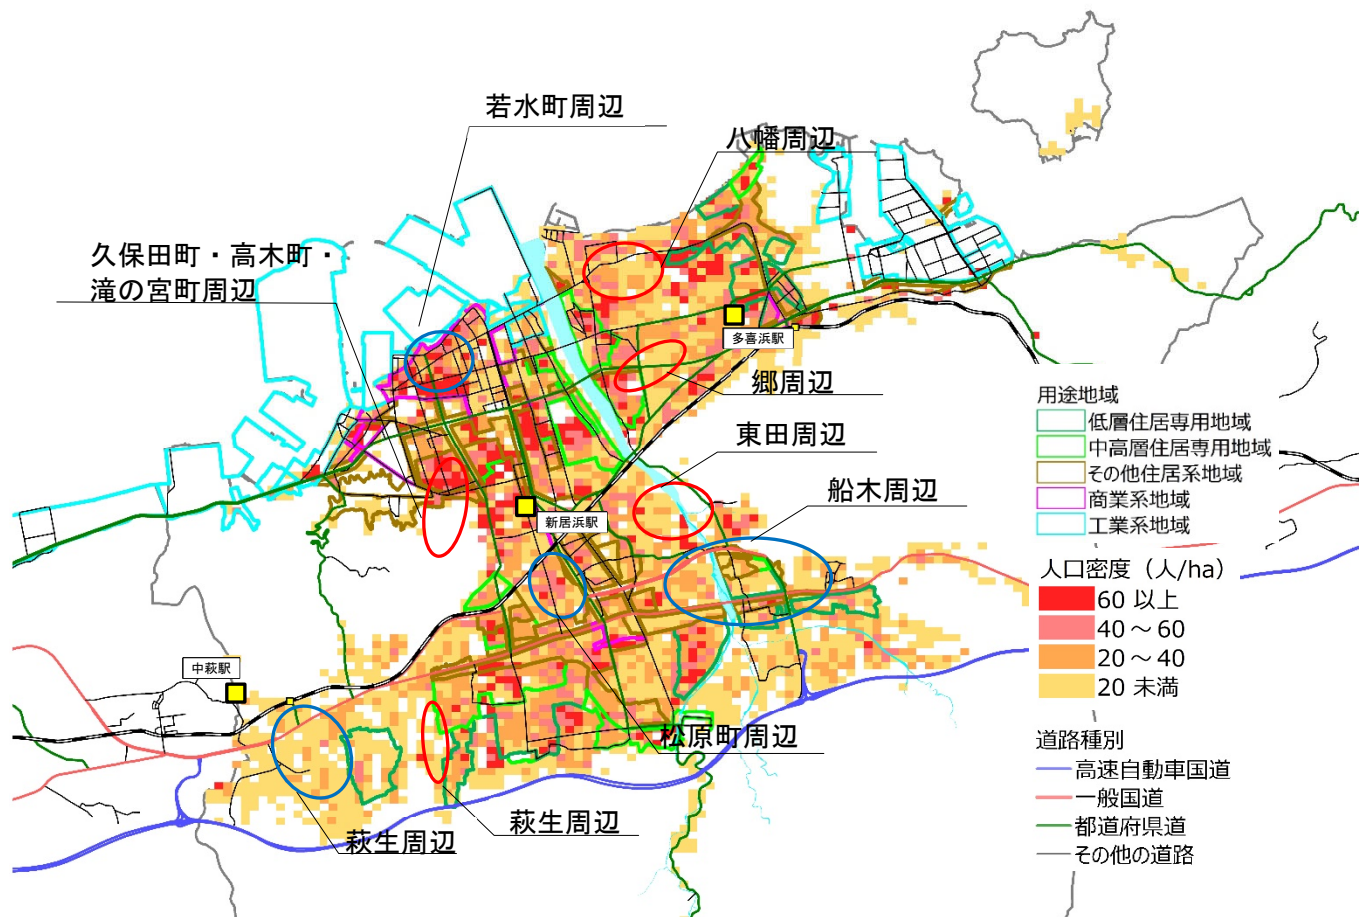 若水町周辺
八幡周辺
久保田町・高木町・
滝の宮町周辺
多喜浜駅
郷周辺
東田周辺
船木周辺
新居浜駅
中萩駅
松原町周辺
萩生周辺
萩生周辺
用途地域
低層住居専用地域
中高層住居専用地域
その他住居系地域
商業系地域
工業系地域
人口密度（人/ha）
60 以上
40～60
20～40
20 未満
道路種別
高速自動車国道
一般国道
都道府県道
その他の道路